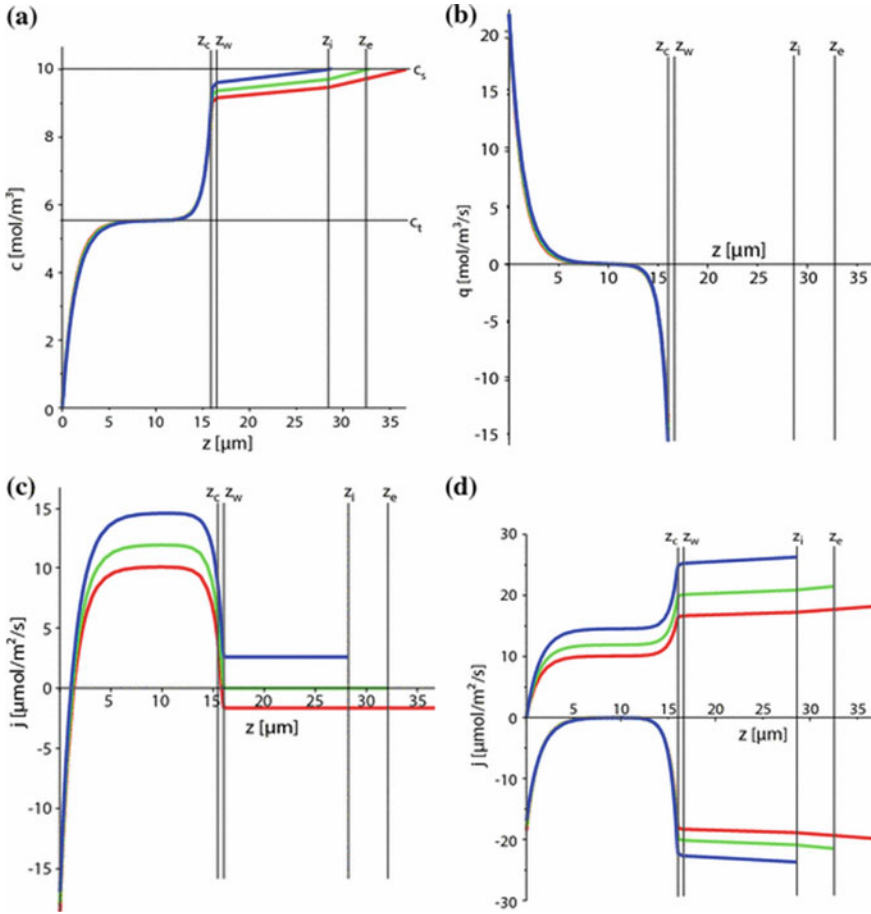 (a)
z_c z_w z_i z_e
10
c_s
8
6
c_t
4
2
0
c [mol/m³]
0 5 10 15 20 25 30 35
z [μm]
(b)
z_c z_w z_i z_e
20
15
10
5
0
-5
-10
-15
q [mol/m³/s]
z [μm]
5 10 15 20 25 30 35
(c)
z_c z_w z_i z_e
15
10
5
0
-5
-10
-15
j [μmol/m²/s]
5 10 15 20 25 30 35
z [μm]
(d)
z_c z_w z_i z_e
30
20
10
0
-10
-20
-30
j [μmol/m²/s]
5 10 15 20 25 30 35
z [μm]